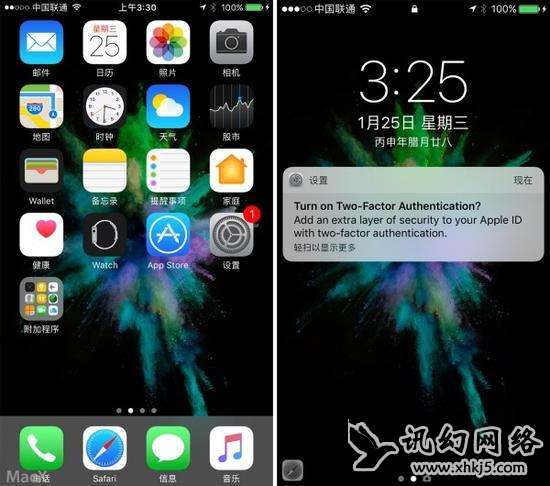 中国联通
上午3:30
100%
星期三
25
邮件
日历
照片
相机
280
地图
时钟
天气
股市
Wallet
备忘录
提醒事项
家庭
1
健康
Watch
App Store
设置
附加程序
电话
Safari
信息
音乐
MacX
中国联通
100%
3:25
1月25日 星期三
丙申年腊月廿八
设置
现在
Turn on Two-Factor Authentication?
Add an extra layer of security to your Apple ID
with two-factor authentication.
轻扫以显示更多
讯幻网络
www.xhkj5.com